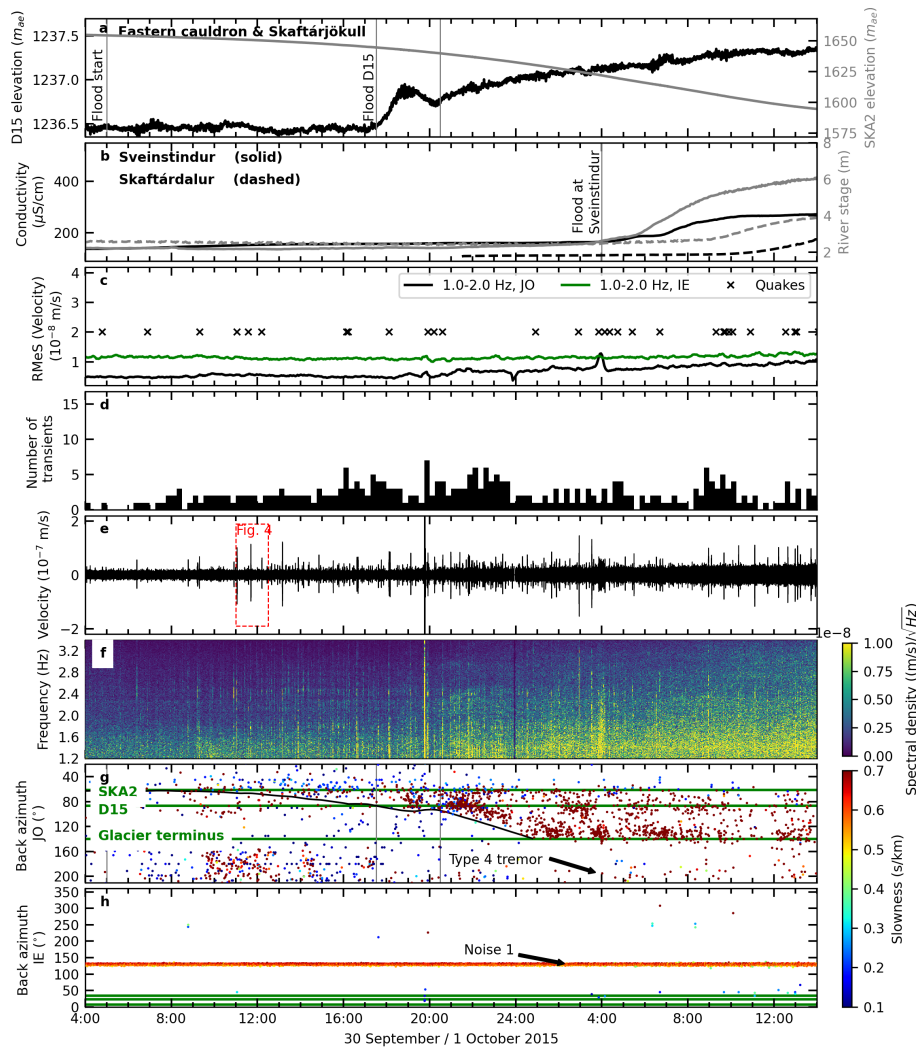 a Eastern cauldron & Skaftárjökull
D15 elevation (m_ae)
1237.5
1237.0
1236.5
Flood start
Flood D15
1650
1625
1600
1575
SKA2 elevation (m_ae)
b Sveinstindur (solid)
Skaftárdalur (dashed)
Conductivity
(µS/cm)
400
200
Flood at
Sveinstindur
8
6
4
2
River stage (m)
c
RMeS (Velocity)
(10⁻⁸ m/s)
4
3
2
1
1.0-2.0 Hz, JO
1.0-2.0 Hz, IE
Quakes
d
Number of
transients
15
10
5
0
e
Velocity (10⁻⁷ m/s)
2
0
−2
Fig. 4
f
Frequency (Hz)
3.2
2.8
2.4
2.0
1.6
1.2
1e−8
1.00
0.75
0.50
0.25
0.00
Spectral density ((m/s)/√Hz)
g
Back azimuth
JO (°)
40
80
120
160
200
SKA2
D15
Glacier terminus
Type 4 tremor
h
Back azimuth
IE (°)
350
300
250
200
150
100
50
0
Noise 1
0.7
0.6
0.5
0.4
0.3
0.2
0.1
Slowness (s/km)
4:00 8:00 12:00 16:00 20:00 24:00 4:00 8:00 12:00
30 September / 1 October 2015